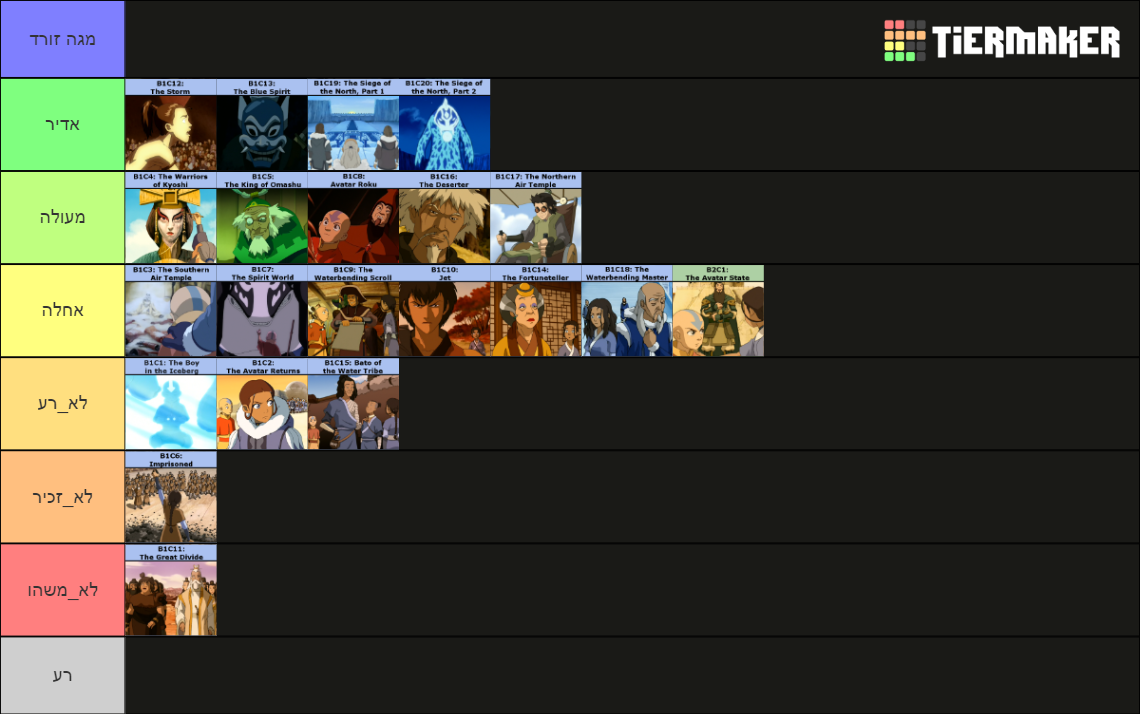 מגה זורד
TIERMAKER
אדיר
B1C12:
The Storm
B1C13:
The Blue Spirit
B1C19: The Siege of
the North, Part 1
B1C20: The Siege of
the North, Part 2
מעולה
B1C4: The Warriors
of Kyoshi
B1C5:
The King of Omashu
B1C8:
Avatar Roku
B1C16:
The Deserter
B1C17: The Northern
Air Temple
אחלה
B1C3: The Southern
Air Temple
B1C7:
The Spirit World
B1C9: The
Waterbending Scroll
B1C10:
Jet
B1C14:
The Fortuneteller
B1C18: The
Waterbending Master
B2C1:
The Avatar State
לא_רע
B1C1: The Boy
in the Iceberg
B1C2:
The Avatar Returns
B1C15: Bato of
the Water Tribe
לא_זכיר
B1C6:
Imprisoned
לא_משהו
B1C11:
The Great Divide
רע